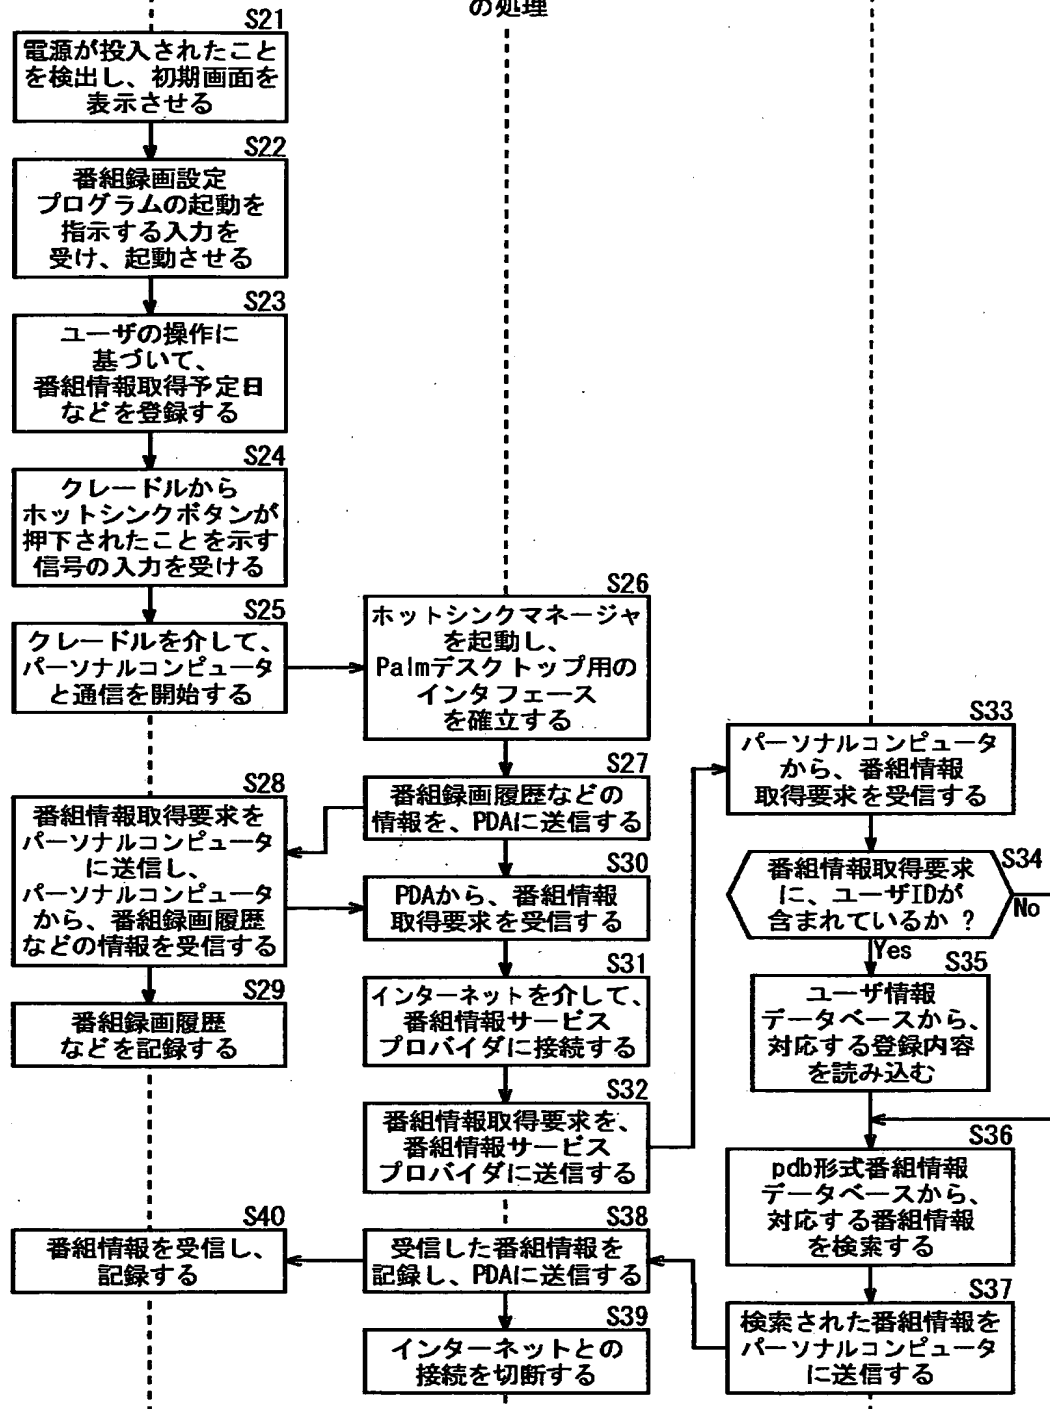 の処理
S21
電源が投入されたこと
を検出し、初期画面を
表示させる
S22
番組録画設定
プログラムの起動を
指示する入力を
受け、起動させる
S23
ユーザの操作に
基づいて、
番組情報取得予定日
などを登録する
S24
クレードルから
ホットシンクボタンが
押下されたことを示す
信号の入力を受ける
S25
クレードルを介して、
パーソナルコンピュータ
と通信を開始する
S26
ホットシンクマネージャ
を起動し、
Palmデスクトップ用の
インタフェース
を確立する
S27
番組録画履歴などの
情報を、PDAに送信する
S28
番組情報取得要求を
パーソナルコンピュータ
に送信し、
パーソナルコンピュータ
から、番組録画履歴
などの情報を受信する
S29
番組録画履歴
などを記録する
S30
PDAから、番組情報
取得要求を受信する
S31
インターネットを介して、
番組情報サービス
プロバイダに接続する
S32
番組情報取得要求を、
番組情報サービス
プロバイダに送信する
S33
パーソナルコンピュータ
から、番組情報
取得要求を受信する
S34
番組情報取得要求
に、ユーザIDが
含まれているか ?
No
Yes
S35
ユーザ情報
データベースから、
対応する登録内容
を読み込む
S36
pdb形式番組情報
データベースから、
対応する番組情報
を検索する
S37
検索された番組情報を
パーソナルコンピュータ
に送信する
S38
受信した番組情報を
記録し、PDAに送信する
S39
インターネットとの
接続を切断する
S40
番組情報を受信し、
記録する